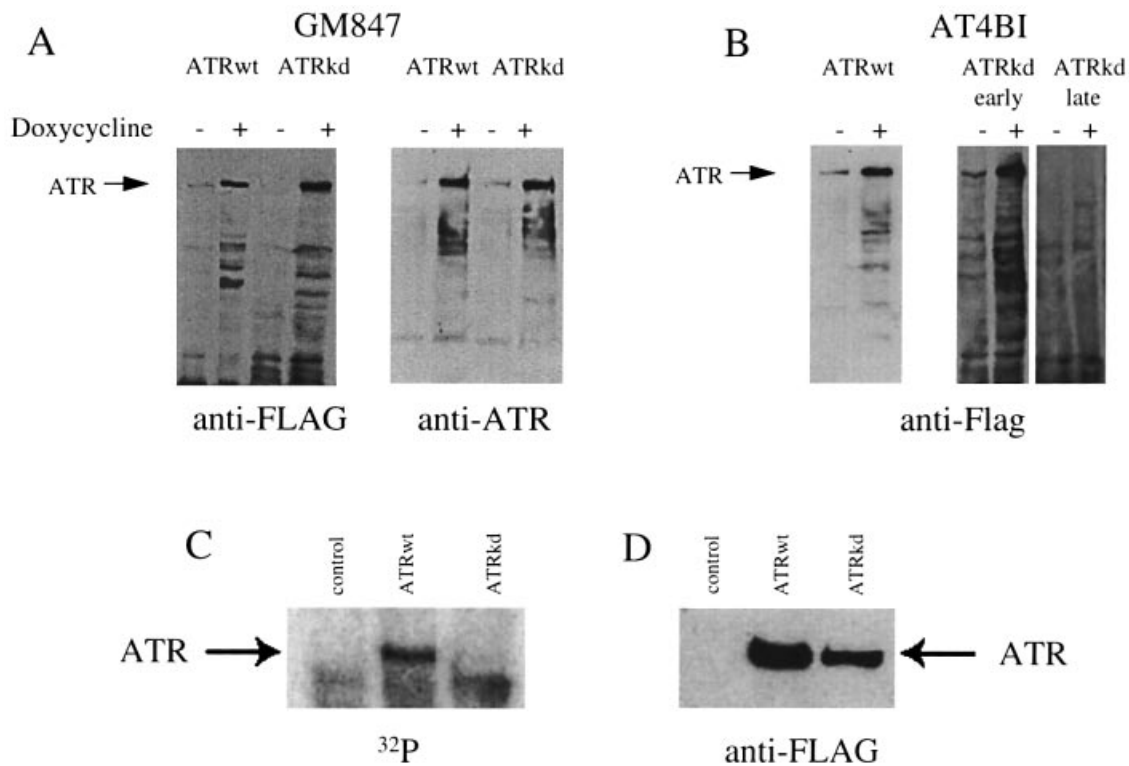 A
GM847
ATRwt ATRkd ATRwt ATRkd
Doxycycline - + - + - + - +
ATR
anti-FLAG anti-ATR
B
AT4BI
ATRwt ATRkd early ATRkd late
- + - + - +
ATR
anti-Flag
C
control ATRwt ATRkd
ATR
32P
D
control ATRwt ATRkd
ATR
anti-FLAG